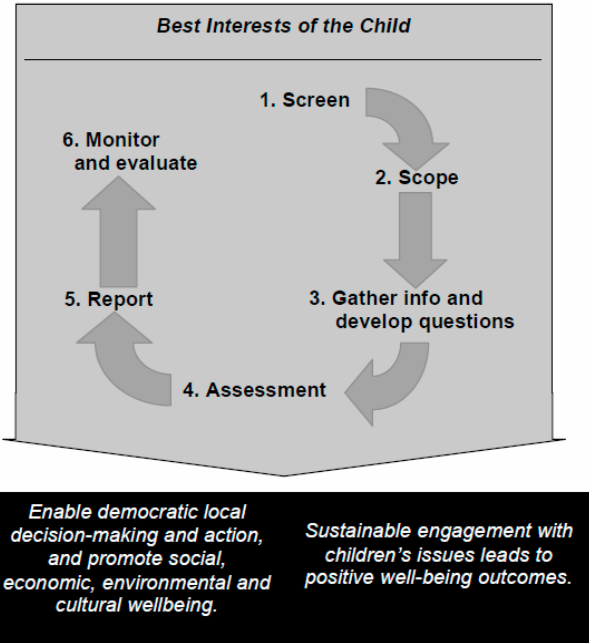 Best Interests of the Child
1. Screen
2. Scope
3. Gather info and
develop questions
4. Assessment
5. Report
6. Monitor
and evaluate
Enable democratic local
decision-making and action,
and promote social,
economic, environmental and
cultural wellbeing.
Sustainable engagement with
children's issues leads to
positive well-being outcomes.